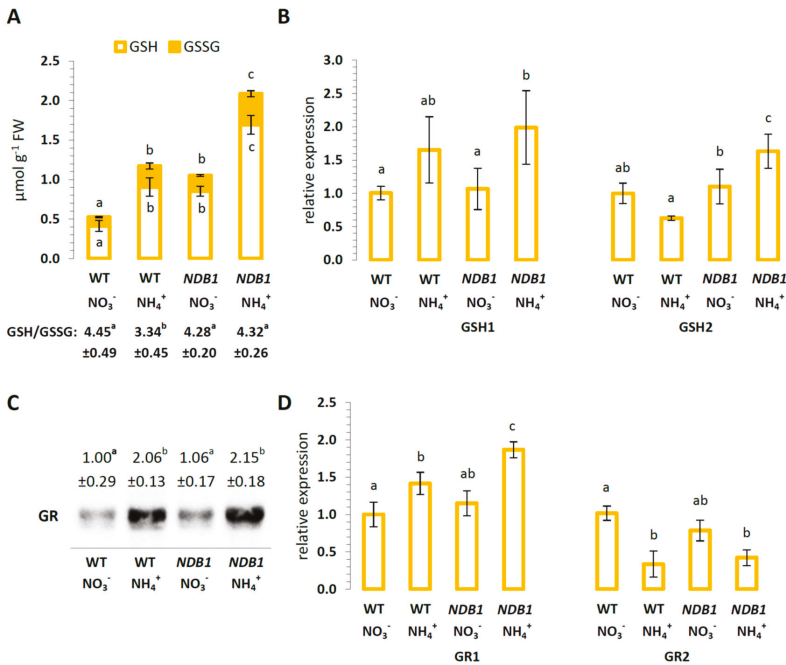 A
GSH GSSG
μmol g⁻¹ FW
2.5
2.0
1.5
1.0
0.5
0.0
a b b c
a b b c
WT WT NDB1 NDB1
NO₃⁻ NH₄⁺ NO₃⁻ NH₄⁺
GSH/GSSG: 4.45ᵃ 3.34ᵇ 4.28ᵃ 4.32ᵃ
±0.49 ±0.45 ±0.20 ±0.26
B
relative expression
3.0
2.5
2.0
1.5
1.0
0.5
0.0
a ab a b
ab a b c
WT WT NDB1 NDB1 WT WT NDB1 NDB1
NO₃⁻ NH₄⁺ NO₃⁻ NH₄⁺ NO₃⁻ NH₄⁺ NO₃⁻ NH₄⁺
GSH1 GSH2
C
1.00ᵃ 2.06ᵇ 1.06ᵃ 2.15ᵇ
±0.29 ±0.13 ±0.17 ±0.18
GR
WT WT NDB1 NDB1
NO₃⁻ NH₄⁺ NO₃⁻ NH₄⁺
D
relative expression
2.5
2.0
1.5
1.0
0.5
0.0
a b ab c
a b ab b
WT WT NDB1 NDB1 WT WT NDB1 NDB1
NO₃⁻ NH₄⁺ NO₃⁻ NH₄⁺ NO₃⁻ NH₄⁺ NO₃⁻ NH₄⁺
GR1 GR2